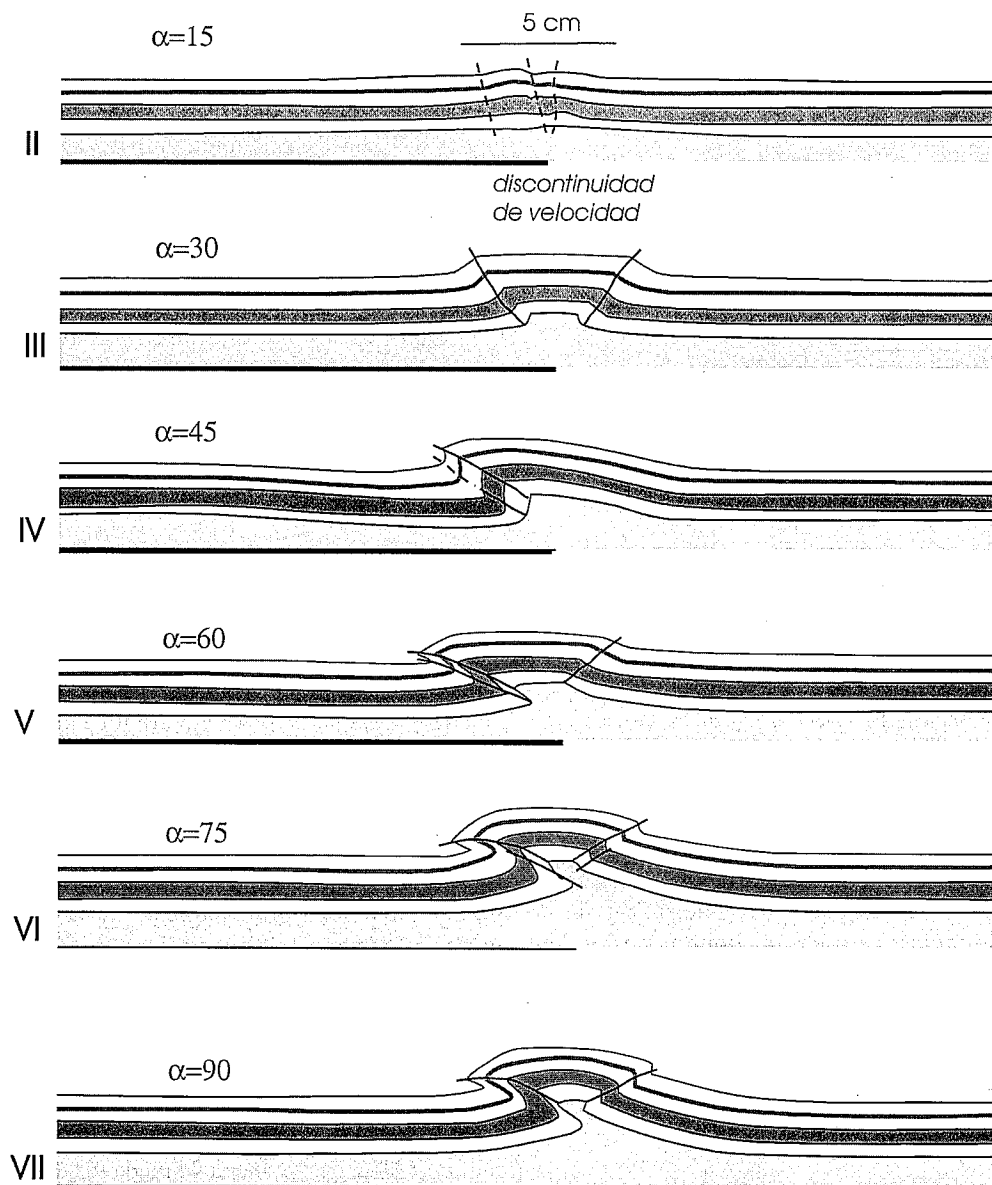 5 cm
α=15
II
discontinuidad
de velocidad
α=30
III
α=45
IV
α=60
V
α=75
VI
α=90
VII